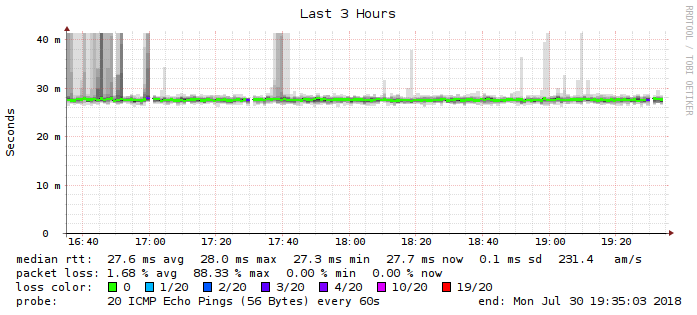 Last 3 Hours
RRDTOOL / TOBI OETIKER
Seconds
40 m
30 m
20 m
10 m
0
16:40 17:00 17:20 17:40 18:00 18:20 18:40 19:00 19:20
median rtt: 27.6 ms avg 28.0 ms max 27.3 ms min 27.7 ms now 0.1 ms sd 231.4 am/s
packet loss: 1.68 % avg 88.33 % max 0.00 % min 0.00 % now
loss color: 0 1/20 2/20 3/20 4/20 10/20 19/20
probe: 20 ICMP Echo Pings (56 Bytes) every 60s end: Mon Jul 30 19:35:03 2018